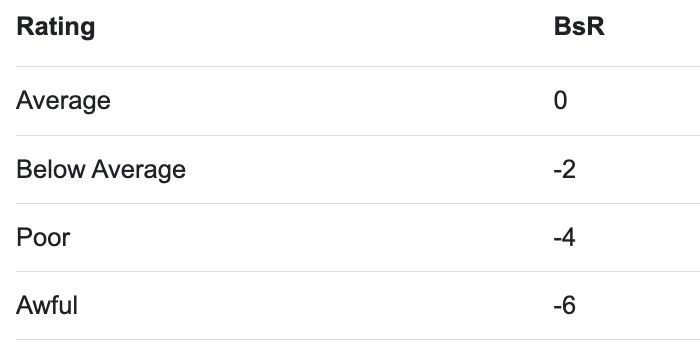 Rating BsR
Average 0
Below Average -2
Poor -4
Awful -6